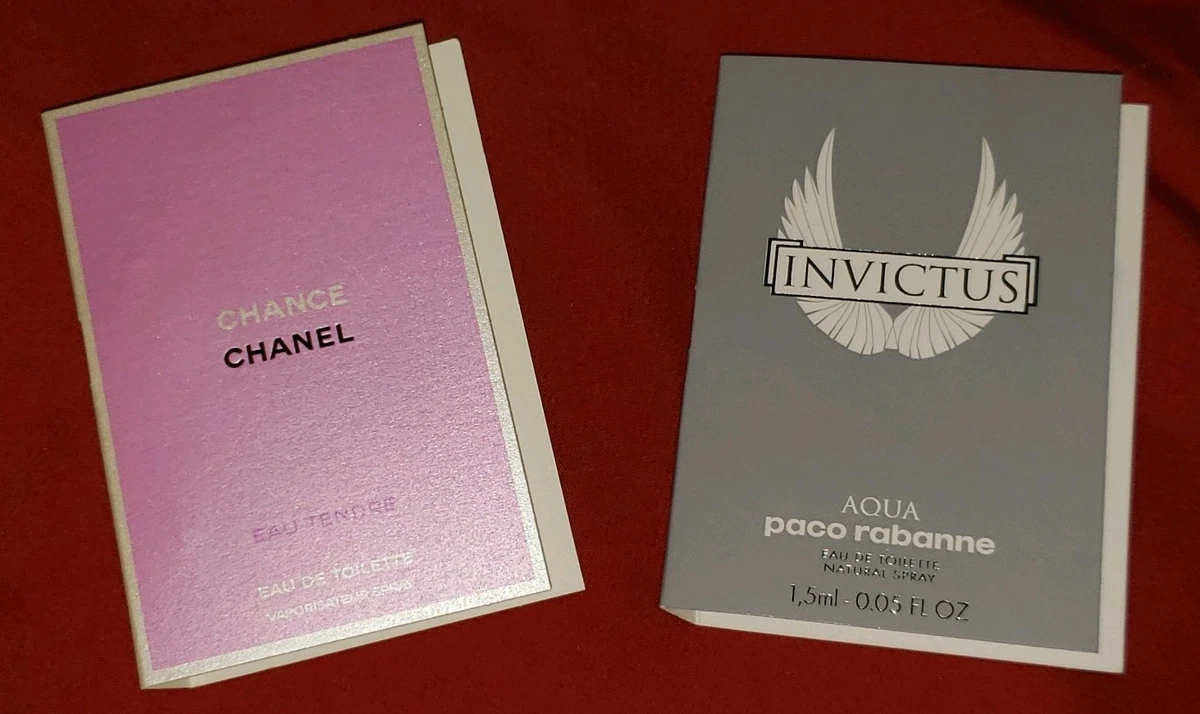 CHANCE
CHANEL
EAU TENDRE
EAU DE TOILETTE
VAPORISATEUR SPRAY
INVICTUS
AQUA
paco rabanne
EAU DE TOILETTE
NATURAL SPRAY
1,5ml - 0.05 FL OZ